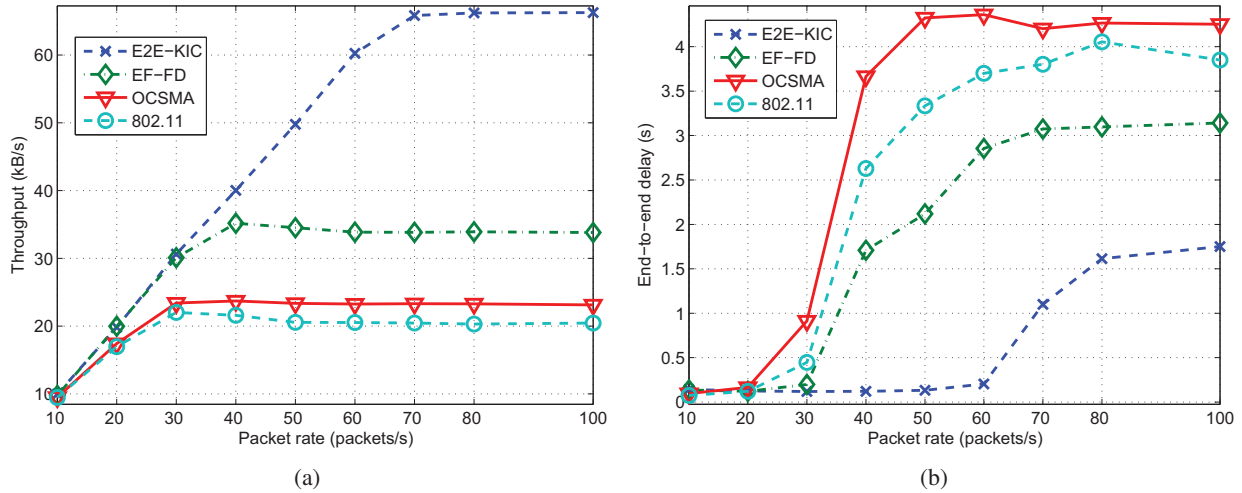 60
50
40
30
20
10
Throughput (kB/s)
E2E−KIC
EF−FD
OCSMA
802.11
10 20 30 40 50 60 70 80 100
Packet rate (packets/s)
(a)
4
3.5
3
2.5
2
1.5
1
0.5
0
End−to−end delay (s)
E2E−KIC
EF−FD
OCSMA
802.11
10 20 30 40 50 60 70 80 100
Packet rate (packets/s)
(b)